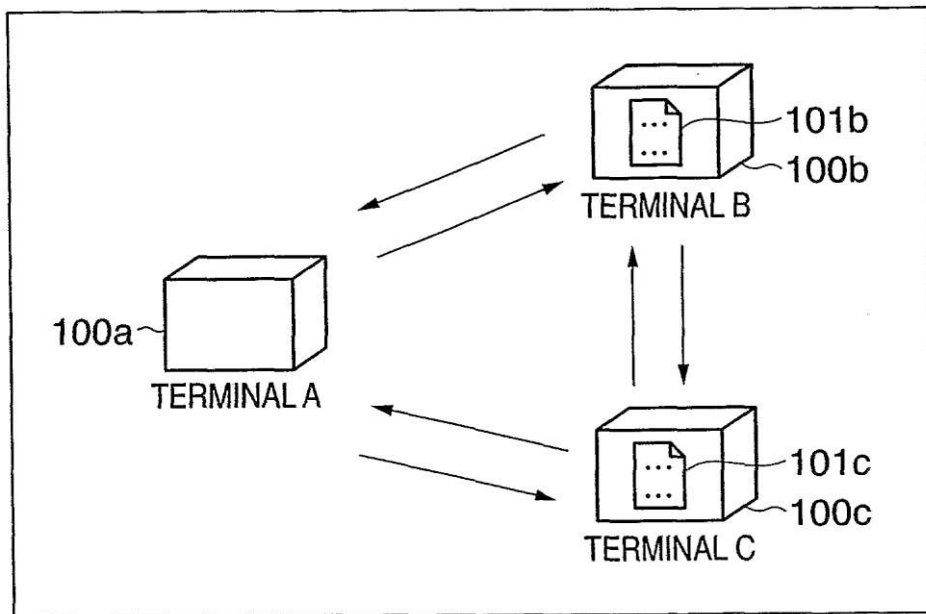 101b
100b
TERMINAL B
100a
TERMINAL A
101c
100c
TERMINAL C